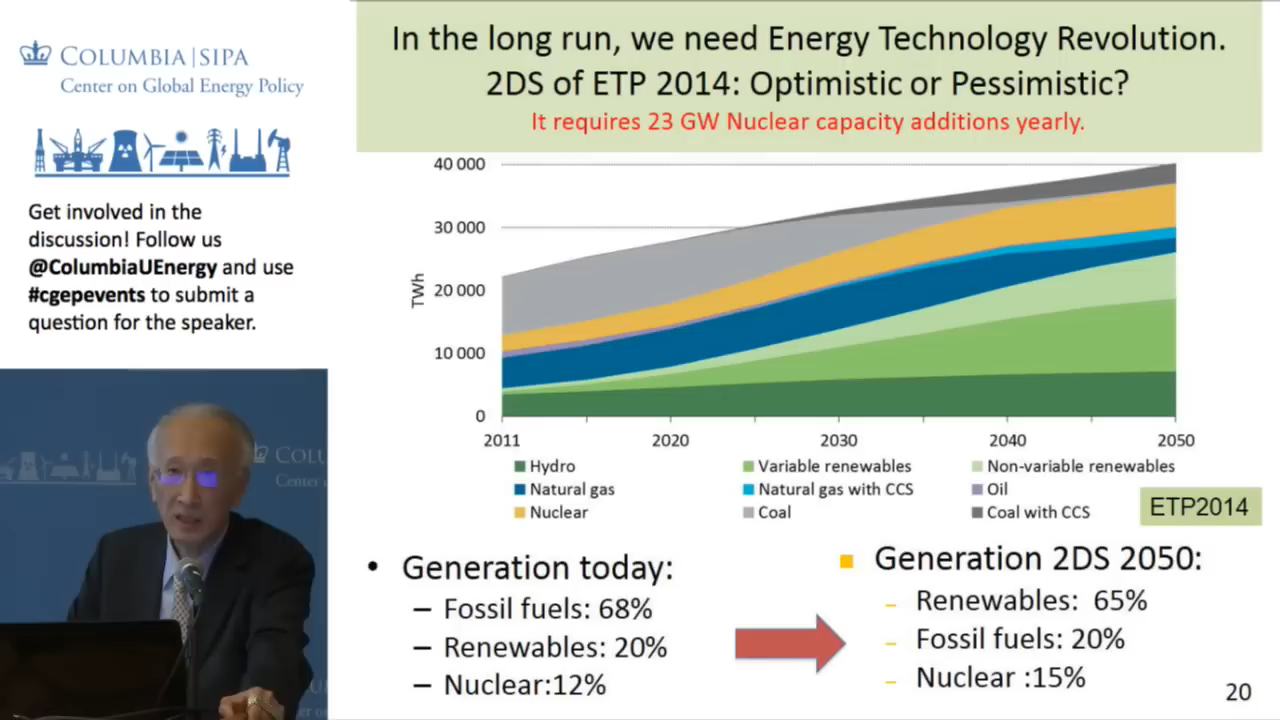 COLUMBIA|SIPA
Center on Global Energy Policy
Get involved in the
discussion! Follow us
@ColumbiaUEnergy and use
#cgepevents to submit a
question for the speaker.
In the long run, we need Energy Technology Revolution.
2DS of ETP 2014: Optimistic or Pessimistic?
It requires 23 GW Nuclear capacity additions yearly.
40 000
30 000
20 000
10 000
0
TWh
2011 2020 2030 2040 2050
Hydro Variable renewables Non-variable renewables
Natural gas Natural gas with CCS Oil
Nuclear Coal Coal with CCS
ETP2014
• Generation today:
– Fossil fuels: 68%
– Renewables: 20%
– Nuclear:12%
Generation 2DS 2050:
– Renewables: 65%
– Fossil fuels: 20%
– Nuclear :15%
20
COLU
Center